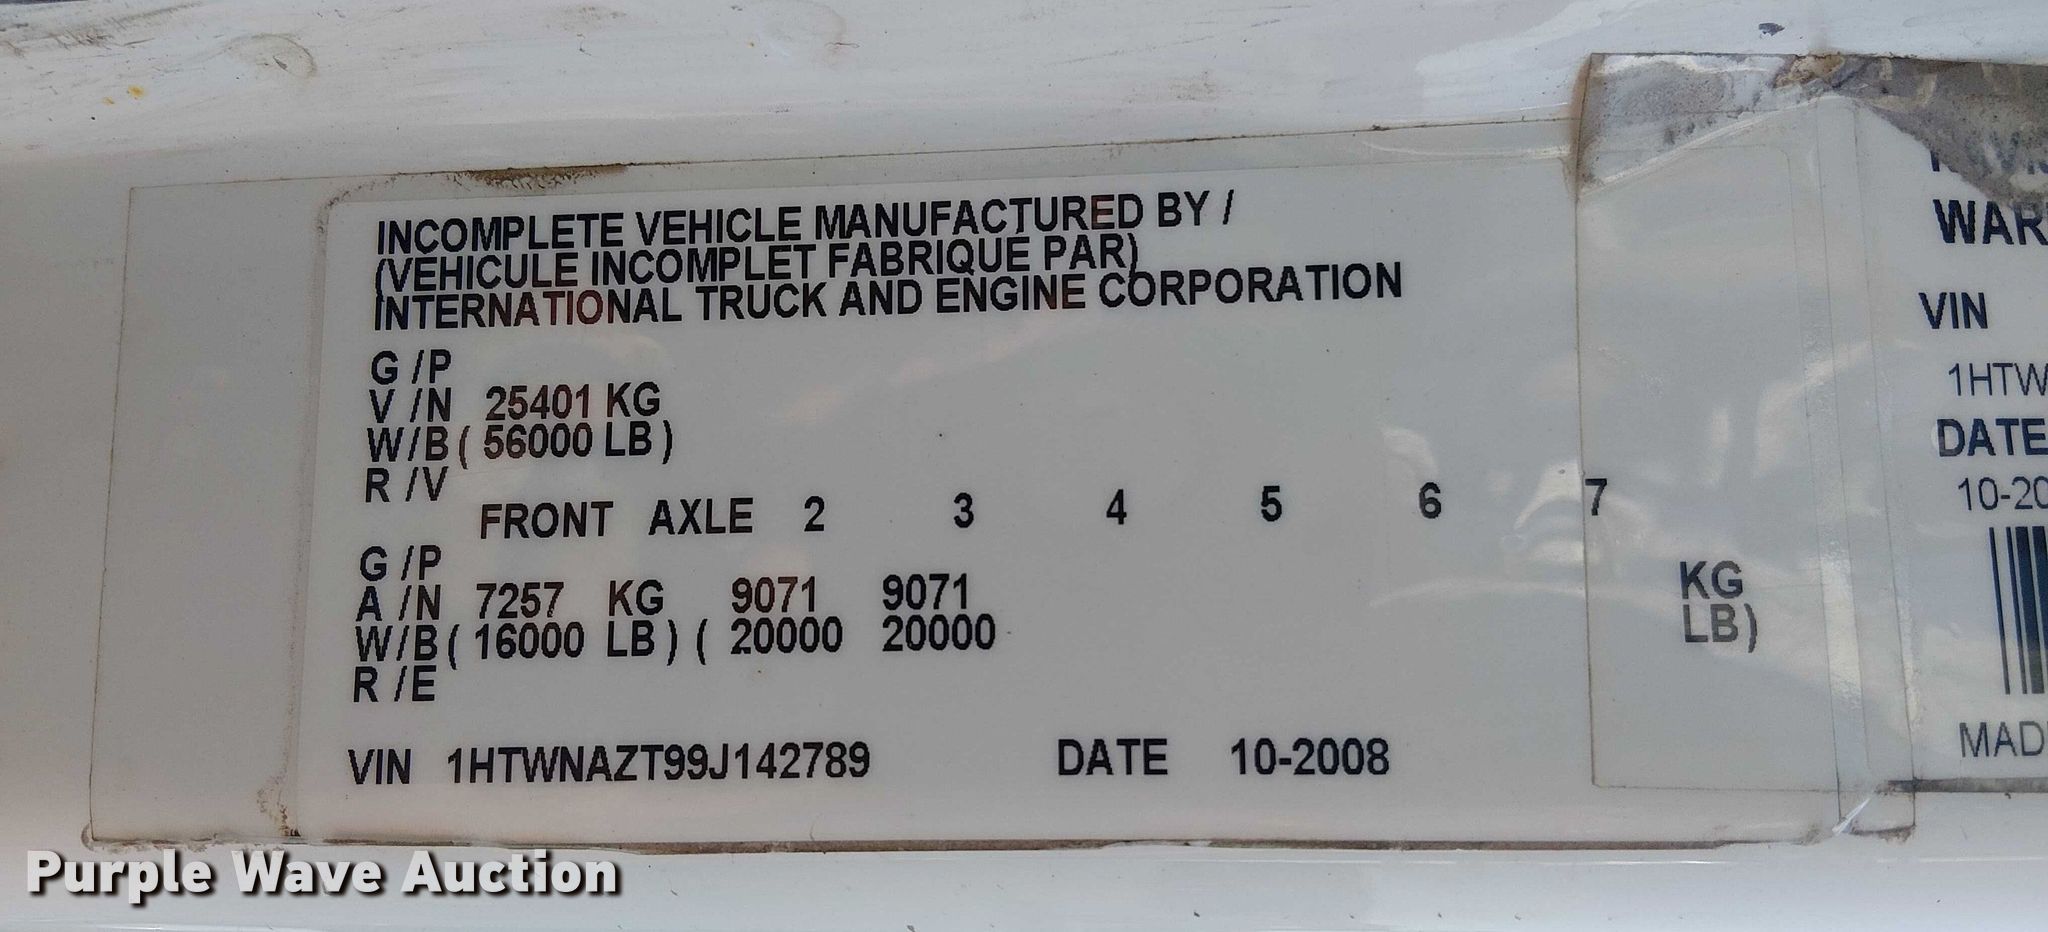 INCOMPLETE VEHICLE MANUFACTURED BY /
(VEHICULE INCOMPLET FABRIQUE PAR)
INTERNATIONAL TRUCK AND ENGINE CORPORATION
G /P
V /N 25401 KG
W/B ( 56000 LB )
R /V
FRONT AXLE 2 3 4 5 6 7
G /P
A /N 7257 KG 9071 9071 KG
W/B ( 16000 LB ) ( 20000 20000 LB )
R /E
VIN 1HTWNAZT99J142789 DATE 10-2008
WAR
VIN
1HTW
DATE
10-20
MAD
Purple Wave Auction